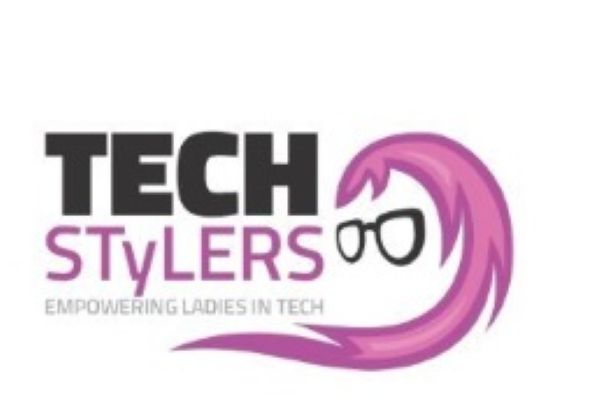 TECH
STyLERS
EMPOWERING LADIES IN TECH